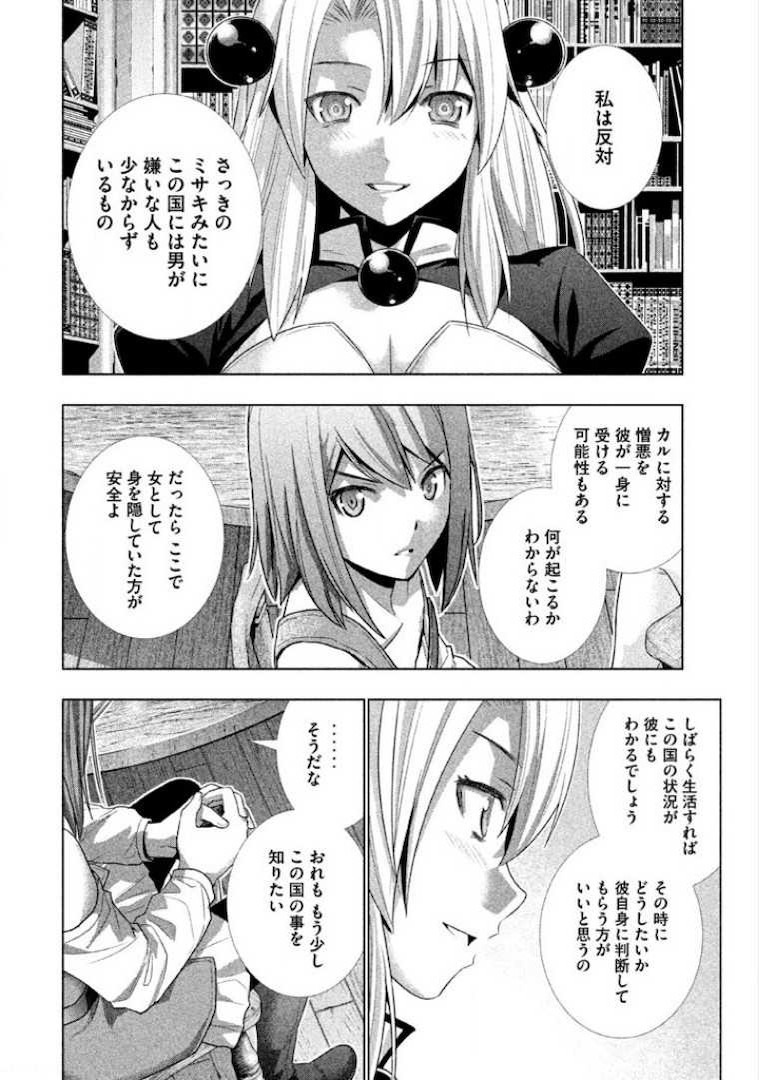 私は反対
さっきの
ミサキみたいに
この国には男が
嫌いな人も
少なからず
いるもの
カルに対する
憎悪を
彼が一身に
受ける
可能性もある
何が起こるか
わからないわ
だったら ここで
女として
身を隠していた方が
安全よ
しばらく生活すれば
この国の状況が
彼にも
わかるでしょう
その時に
どうしたいか
彼自身に判断して
もらう方が
いいと思うの
……
そうだな
おれも もう少し
この国の事を
知りたい